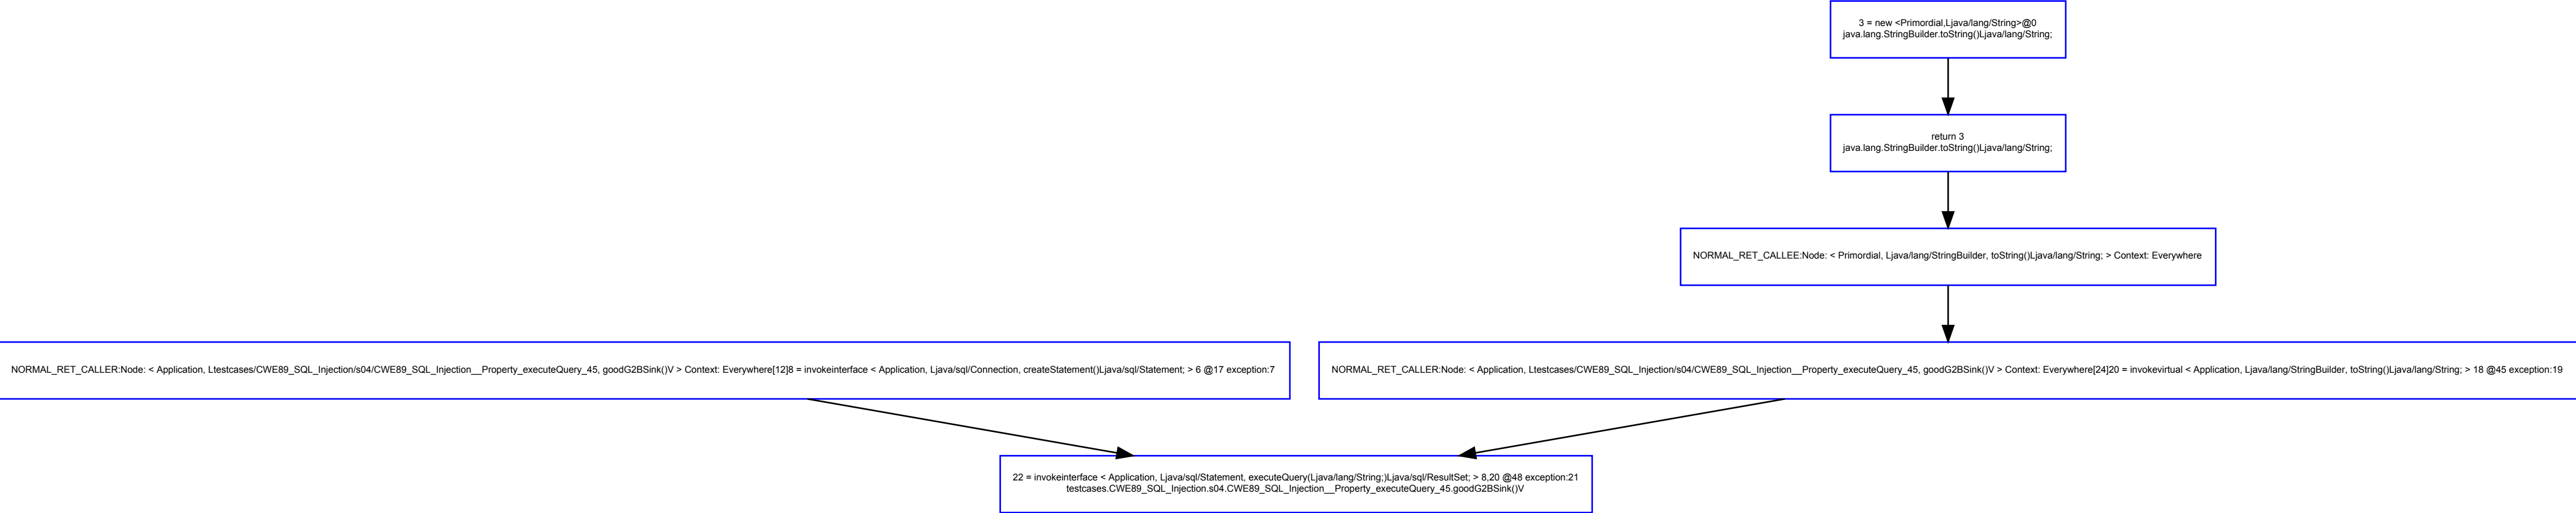 3 = new <Primordial,Ljava/lang/String>@0
java.lang.StringBuilder.toString()Ljava/lang/String;
return 3
java.lang.StringBuilder.toString()Ljava/lang/String;
NORMAL_RET_CALLEE:Node: < Primordial, Ljava/lang/StringBuilder, toString()Ljava/lang/String; > Context: Everywhere
NORMAL_RET_CALLER:Node: < Application, Ltestcases/CWE89_SQL_Injection/s04/CWE89_SQL_Injection__Property_executeQuery_45, goodG2BSink()V > Context: Everywhere[12]8 = invokeinterface < Application, Ljava/sql/Connection, createStatement()Ljava/sql/Statement; > 6 @17 exception:7
NORMAL_RET_CALLER:Node: < Application, Ltestcases/CWE89_SQL_Injection/s04/CWE89_SQL_Injection__Property_executeQuery_45, goodG2BSink()V > Context: Everywhere[24]20 = invokevirtual < Application, Ljava/lang/StringBuilder, toString()Ljava/lang/String; > 18 @45 exception:19
22 = invokeinterface < Application, Ljava/sql/Statement, executeQuery(Ljava/lang/String;)Ljava/sql/ResultSet; > 8,20 @48 exception:21
testcases.CWE89_SQL_Injection.s04.CWE89_SQL_Injection__Property_executeQuery_45.goodG2BSink()V